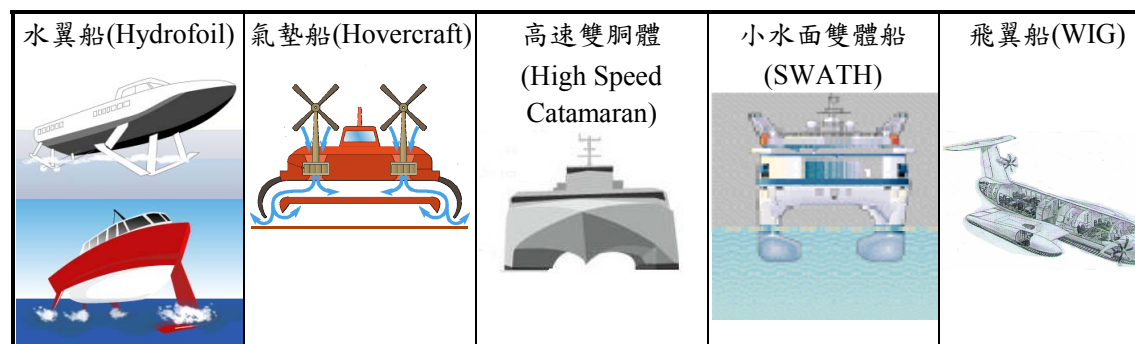 水翼船(Hydrofoil)
氣墊船(Hovercraft)
高速雙胴體
(High Speed
Catamaran)
小水面雙體船
(SWATH)
飛翼船(WIG)